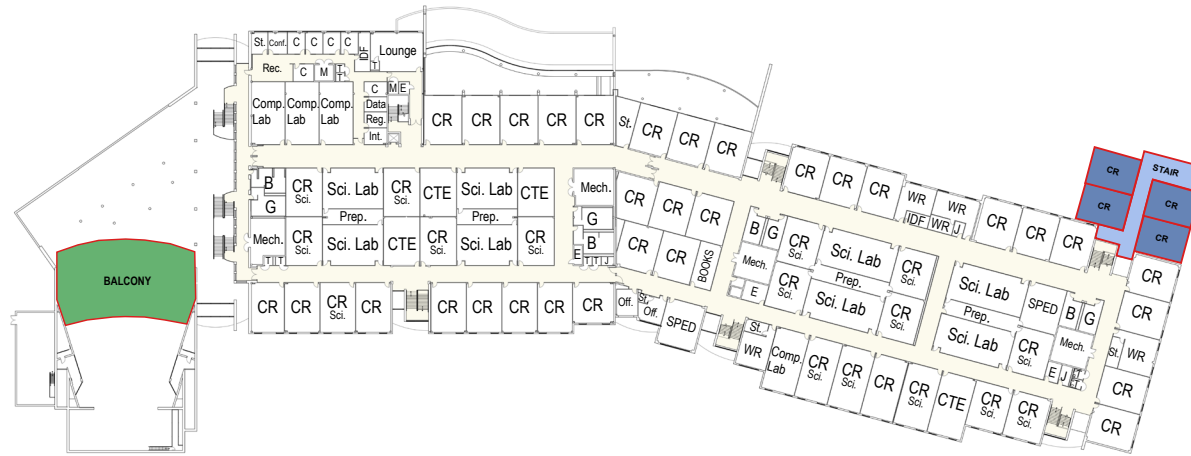 St. Conf. C C C C IDF Lounge
T
Rec. C M T
T
Comp. Lab
Comp. Lab
Comp. Lab
C M E
Data
Reg.
Int.
CR CR CR CR CR
St. CR CR CR
B
G
CR Sci.
Sci. Lab
CR Sci.
CTE
Sci. Lab
CTE
Mech.
Prep.
Prep.
G
Mech.
CR Sci.
Sci. Lab
CTE
CR Sci.
Sci. Lab
CR Sci.
B
T T
E
T T J
CR CR CR Sci. CR
CR CR CR CR CR
Off. St. Off. SPED
CR CR CR
CR CR CR
BOOKS
CR CR CR WR WR
IDF WR J
CR CR CR
B G
Mech.
E
CR Sci.
Sci. Lab
CR Sci.
Prep.
CR Sci.
Sci. Lab
CR Sci.
Sci. Lab
SPED
Prep.
B G
Sci. Lab
CR Sci.
Mech.
E J T
T
St.
WR
Comp. Lab
CR Sci.
CR Sci.
CR
CR Sci.
CTE
CR Sci.
CR Sci.
CR
CR
St. WR
CR
CR
CR
STAIR
CR
CR
CR
BALCONY